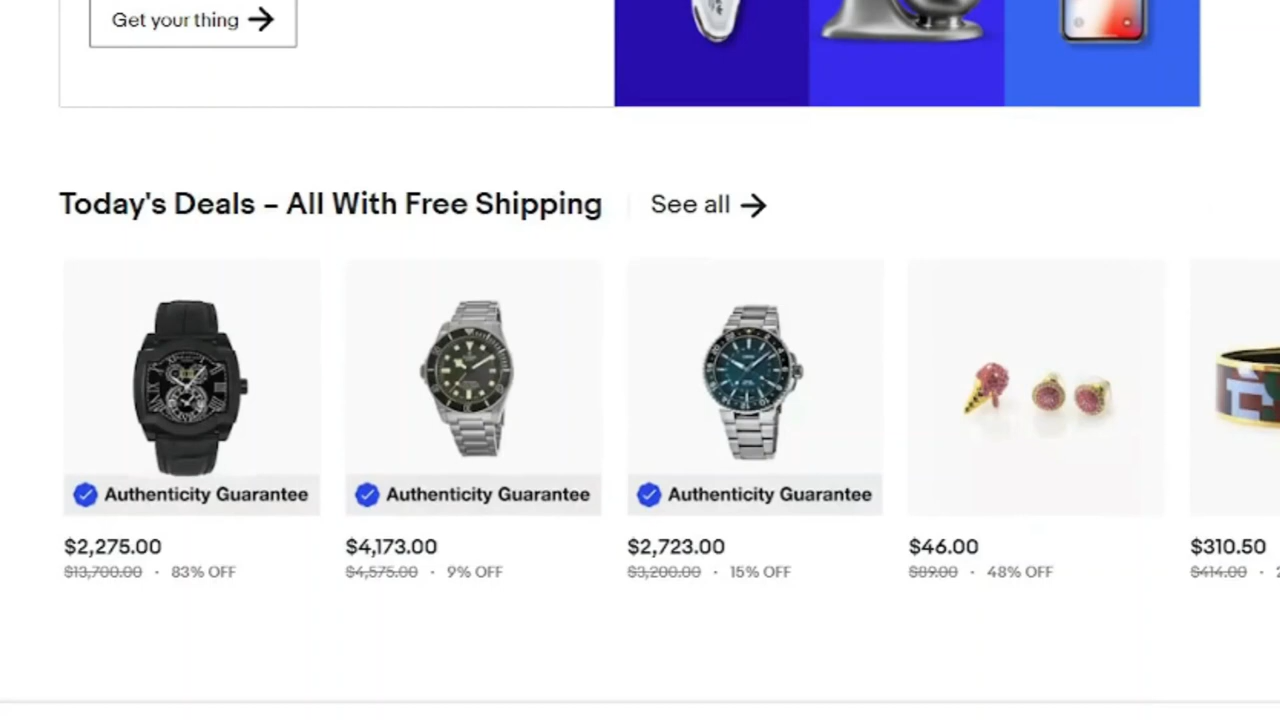 Get your thing
Today's Deals – All With Free Shipping
See all
Authenticity Guarantee
Authenticity Guarantee
Authenticity Guarantee
$2,275.00
$4,173.00
$2,723.00
$46.00
$310.50
$13,700.00 · 83% OFF
$4,575.00 · 9% OFF
$3,200.00 · 15% OFF
$89.00 · 48% OFF
$414.00 · 2